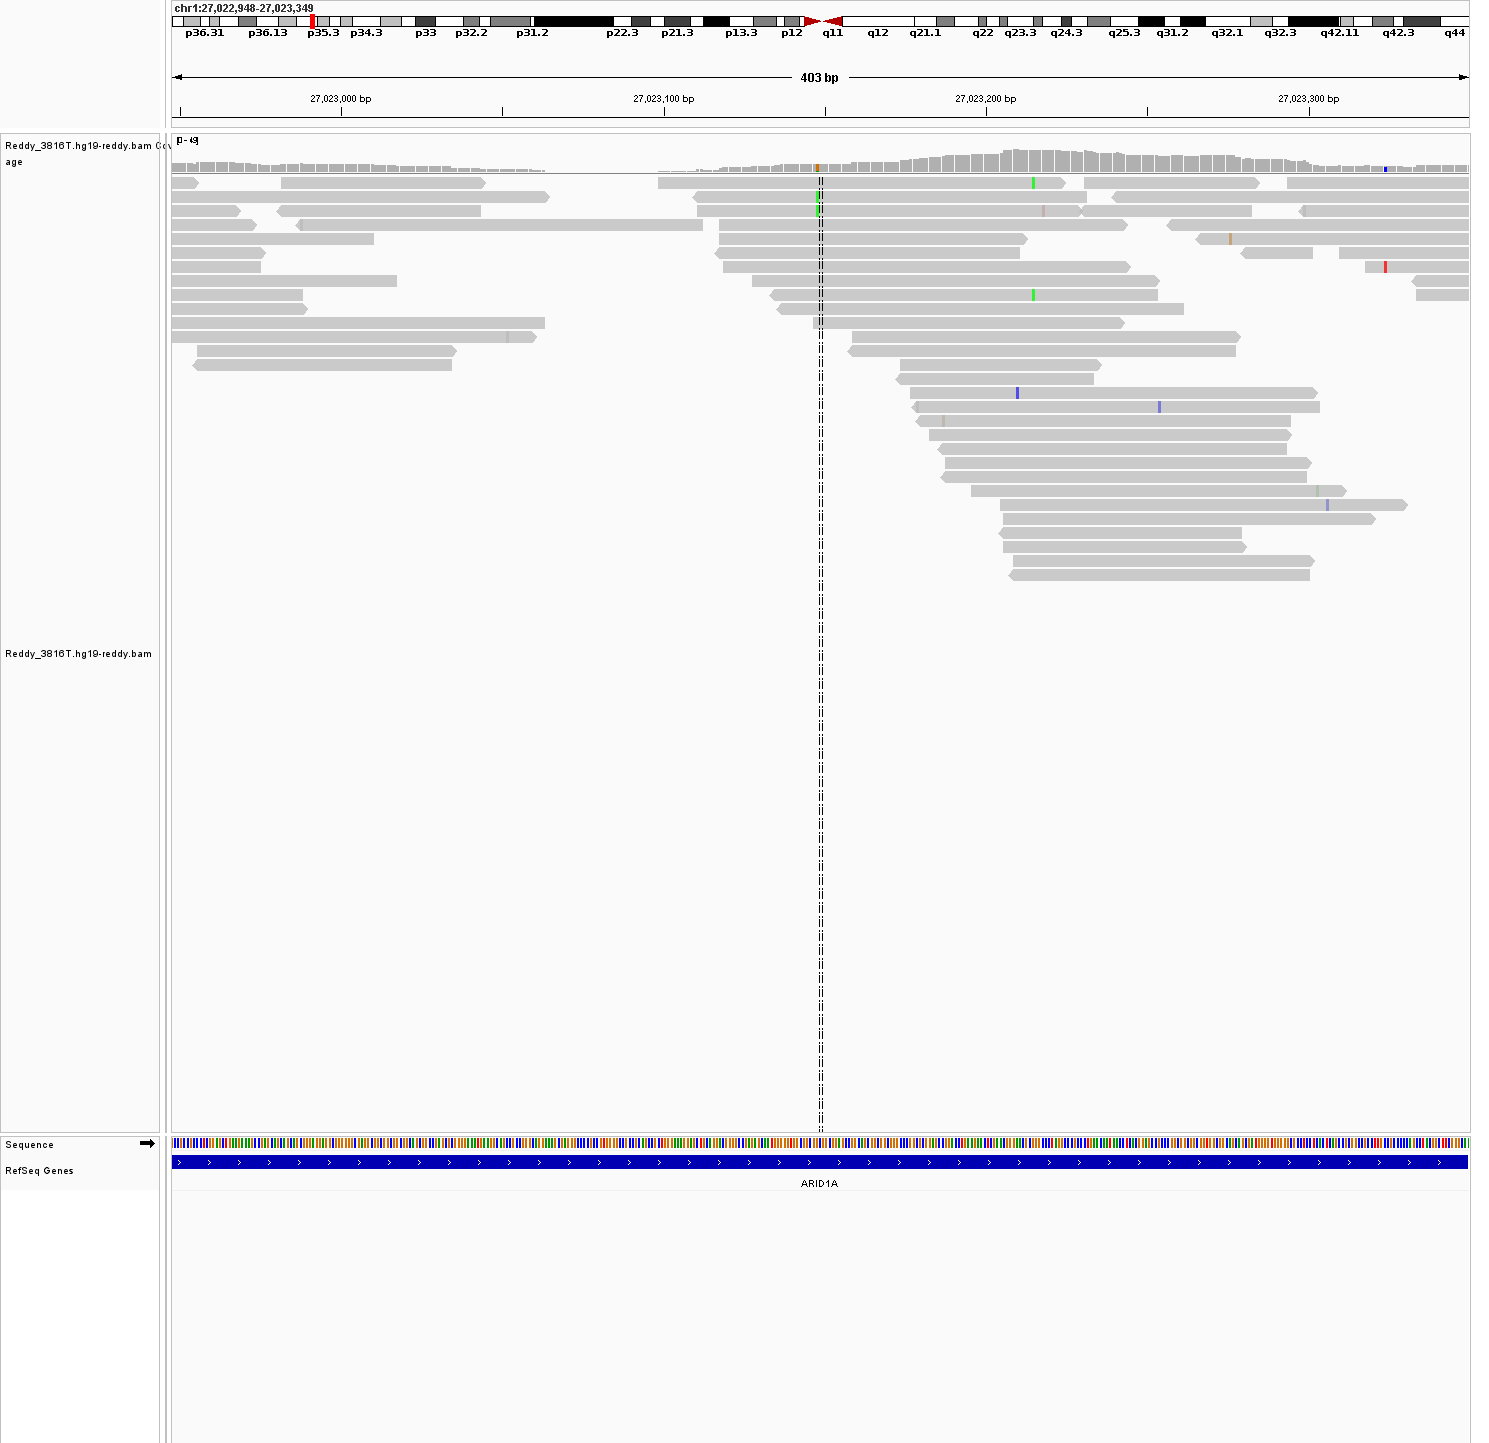 chr1:27,022,948-27,023,349
p36.31 p36.13 p35.3 p34.3 p33 p32.2 p31.2 p22.3 p21.3 p13.3 p12 q11 q12 q21.1 q22 q23.3 q24.3 q25.3 q31.2 q32.1 q32.3 q42.11 q42.3 q44
403 bp
27,023,000 bp 27,023,100 bp 27,023,200 bp 27,023,300 bp
Reddy_3816T.hg19-reddy.bam Cov
age
Reddy_3816T.hg19-reddy.bam
Sequence
RefSeq Genes
ARID1A